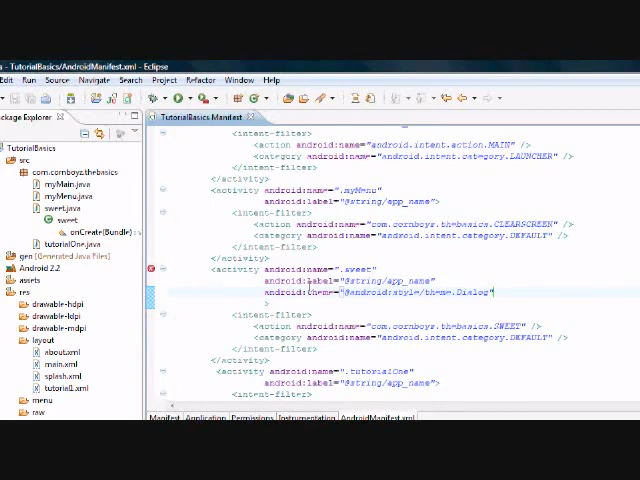 a - TutorialBasics/AndroidManifest.xml - Eclipse
Edit Run Source Navigate Search Project Refactor Window Help
Package Explorer
TutorialBasics Manifest
<intent-filter>
<action android:name="android.intent.action.MAIN" />
<category android:name="android.intent.category.LAUNCHER" />
</intent-filter>
</activity>
<activity android:name=".myMenu"
android:label="@string/app_name">
<intent-filter>
<action android:name="com.cornboyz.thebasics.CLEARSCREEN" />
<category android:name="android.intent.category.DEFAULT" />
</intent-filter>
</activity>
<activity android:name=".sweet"
android:label="@string/app_name"
android:theme="@android:style/theme.Dialog"
>
<intent-filter>
<action android:name="com.cornboyz.thebasics.SWEET" />
<category android:name="android.intent.category.DEFAULT" />
</intent-filter>
</activity>
<activity android:name=".tutorialOne"
android:label="@string/app_name">
<intent-filter>
TutorialBasics
src
com.cornboyz.thebasics
myMain.java
myMenu.java
sweet.java
sweet
onCreate(Bundle) : v
tutorialOne.java
gen [Generated Java Files]
Android 2.2
assets
res
drawable-hdpi
drawable-ldpi
drawable-mdpi
layout
about.xml
main.xml
splash.xml
tutorial1.xml
menu
raw
Manifest Application Permissions Instrumentation AndroidManifest.xml